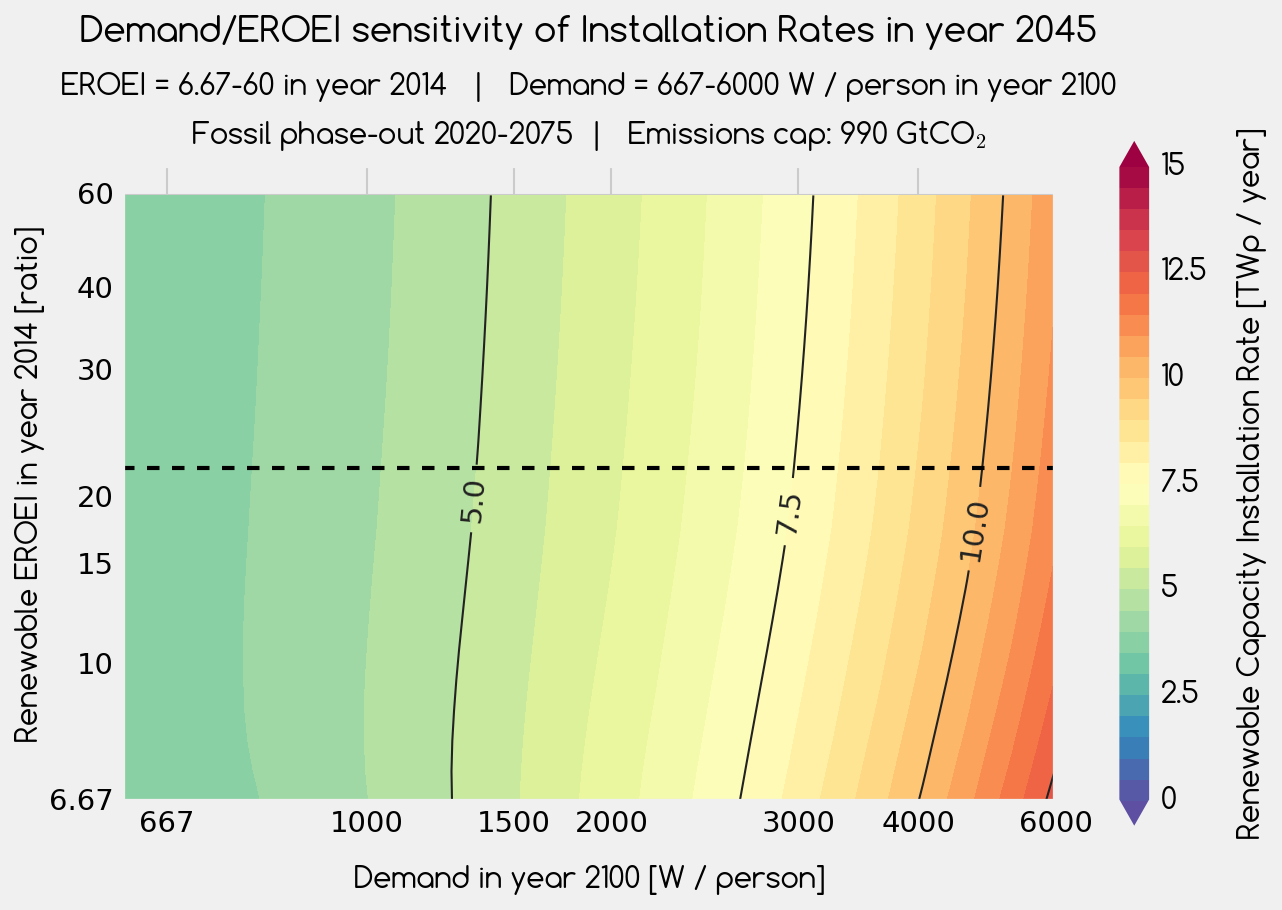 Demand/EROEI sensitivity of Installation Rates in year 2045
EROEI = 6.67-60 in year 2014 | Demand = 667-6000 W / person in year 2100
Fossil phase-out 2020-2075 | Emissions cap: 990 GtCO₂
Renewable EROEI in year 2014 [ratio]
60
40
30
20
15
10
6.67
5.0
7.5
10.0
667 1000 1500 2000 3000 4000 6000
Demand in year 2100 [W / person]
15
12.5
10
7.5
5
2.5
0
Renewable Capacity Installation Rate [TWp / year]